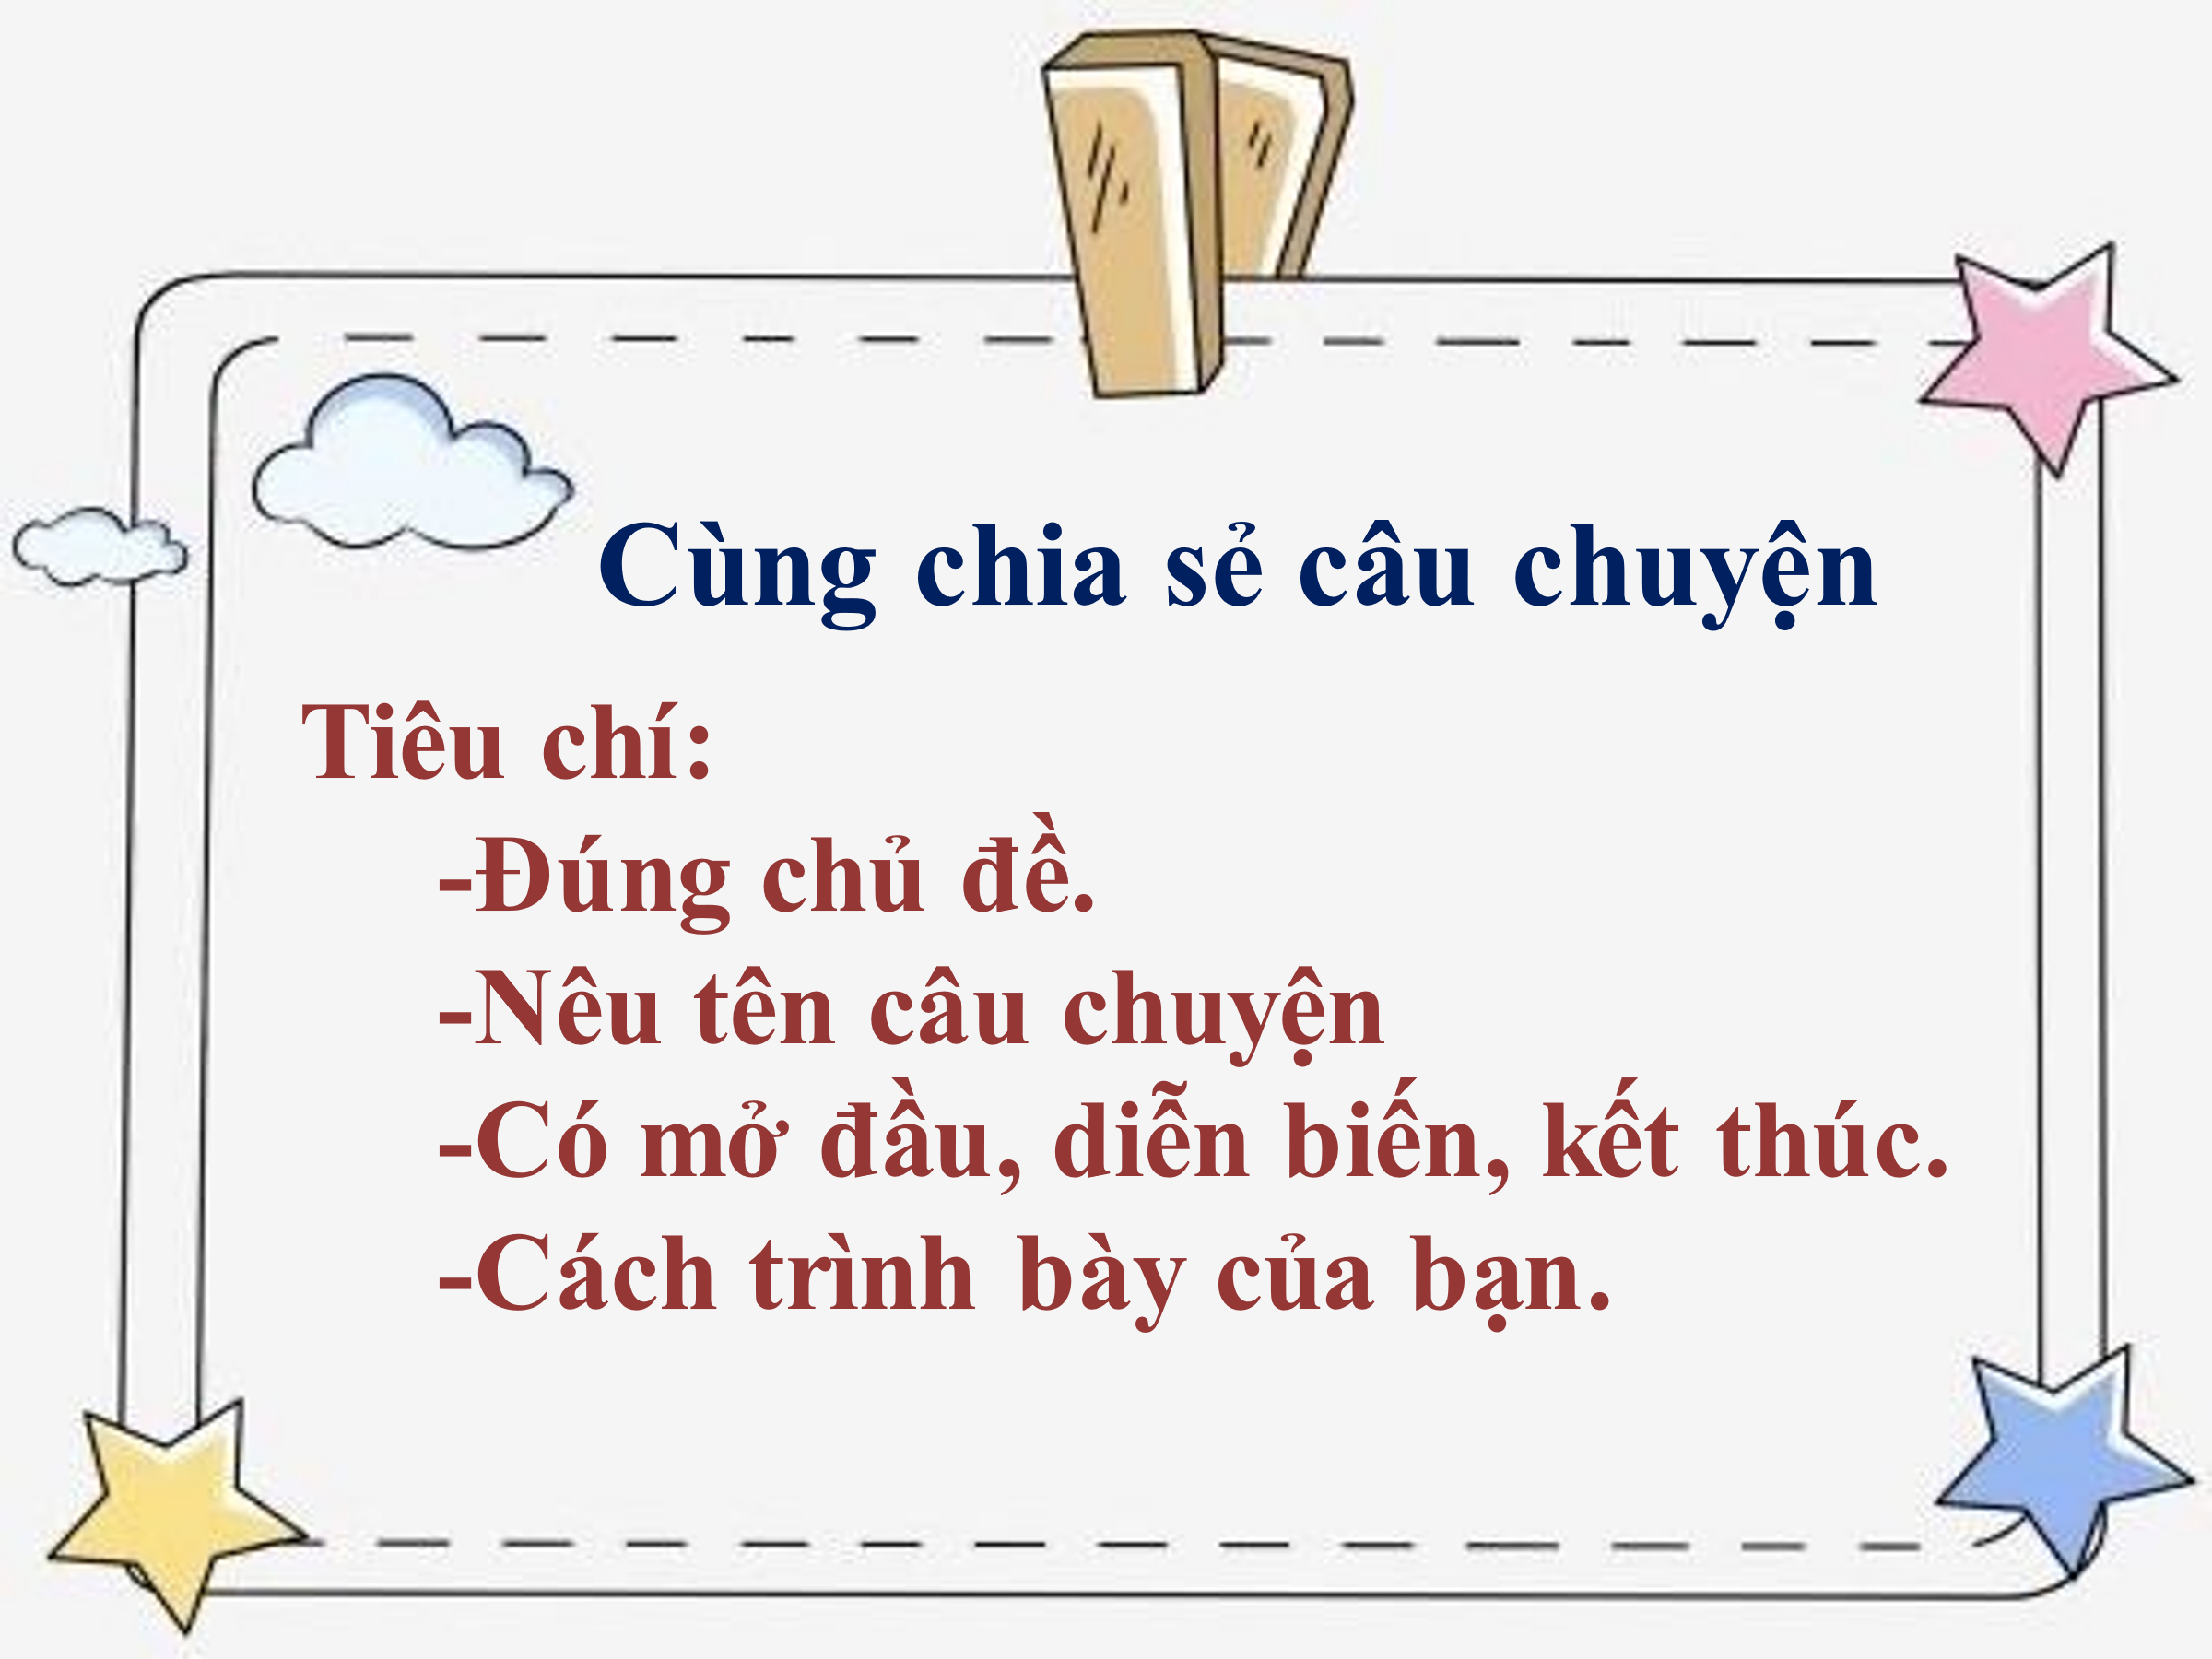 Cùng chia sẻ câu chuyện
Tiêu chí:
-Đúng chủ đề.
-Nêu tên câu chuyện
-Có mở đầu, diễn biến, kết thúc.
-Cách trình bày của bạn.